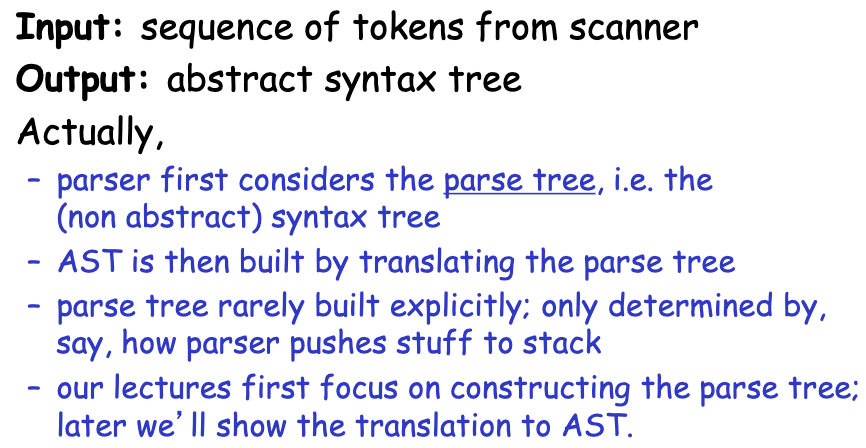 Input: sequence of tokens from scanner
Output: abstract syntax tree
Actually,
– parser first considers the parse tree, i.e. the
(non abstract) syntax tree
– AST is then built by translating the parse tree
– parse tree rarely built explicitly; only determined by,
say, how parser pushes stuff to stack
– our lectures first focus on constructing the parse tree;
later we’ll show the translation to AST.